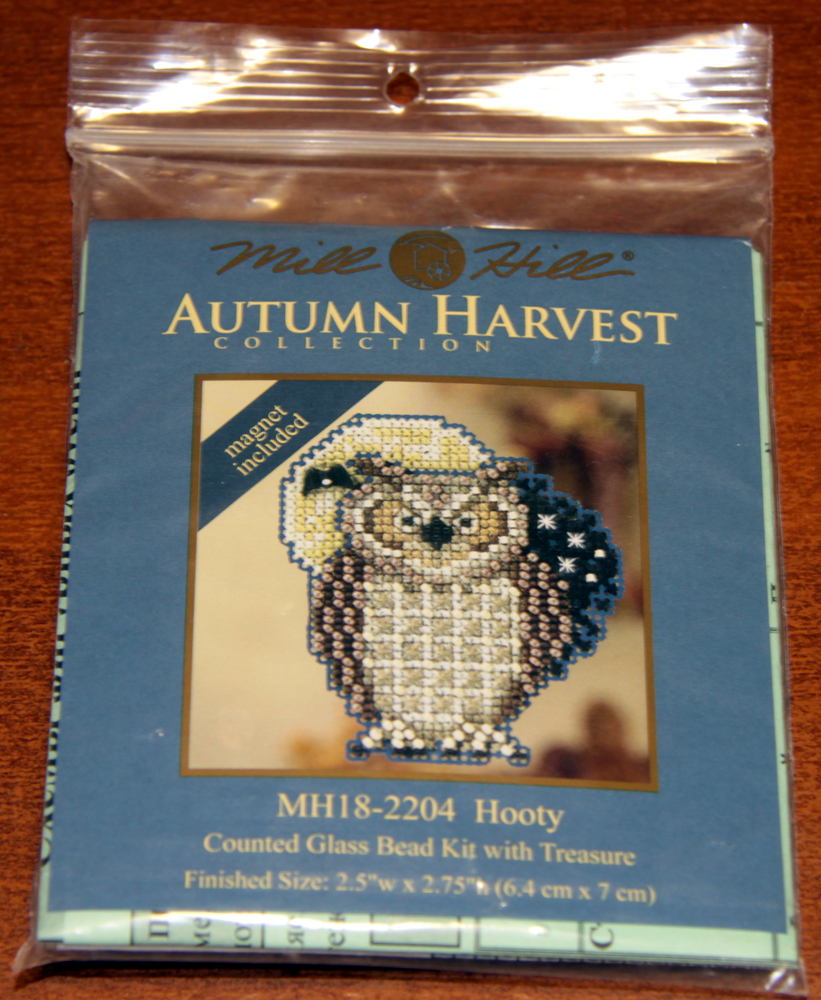 Mill Hill®
AUTUMN HARVEST
COLLECTION
magnet
included
MH18-2204 Hooty
Counted Glass Bead Kit with Treasure
Finished Size: 2.5"w x 2.75"h (6.4 cm x 7 cm)